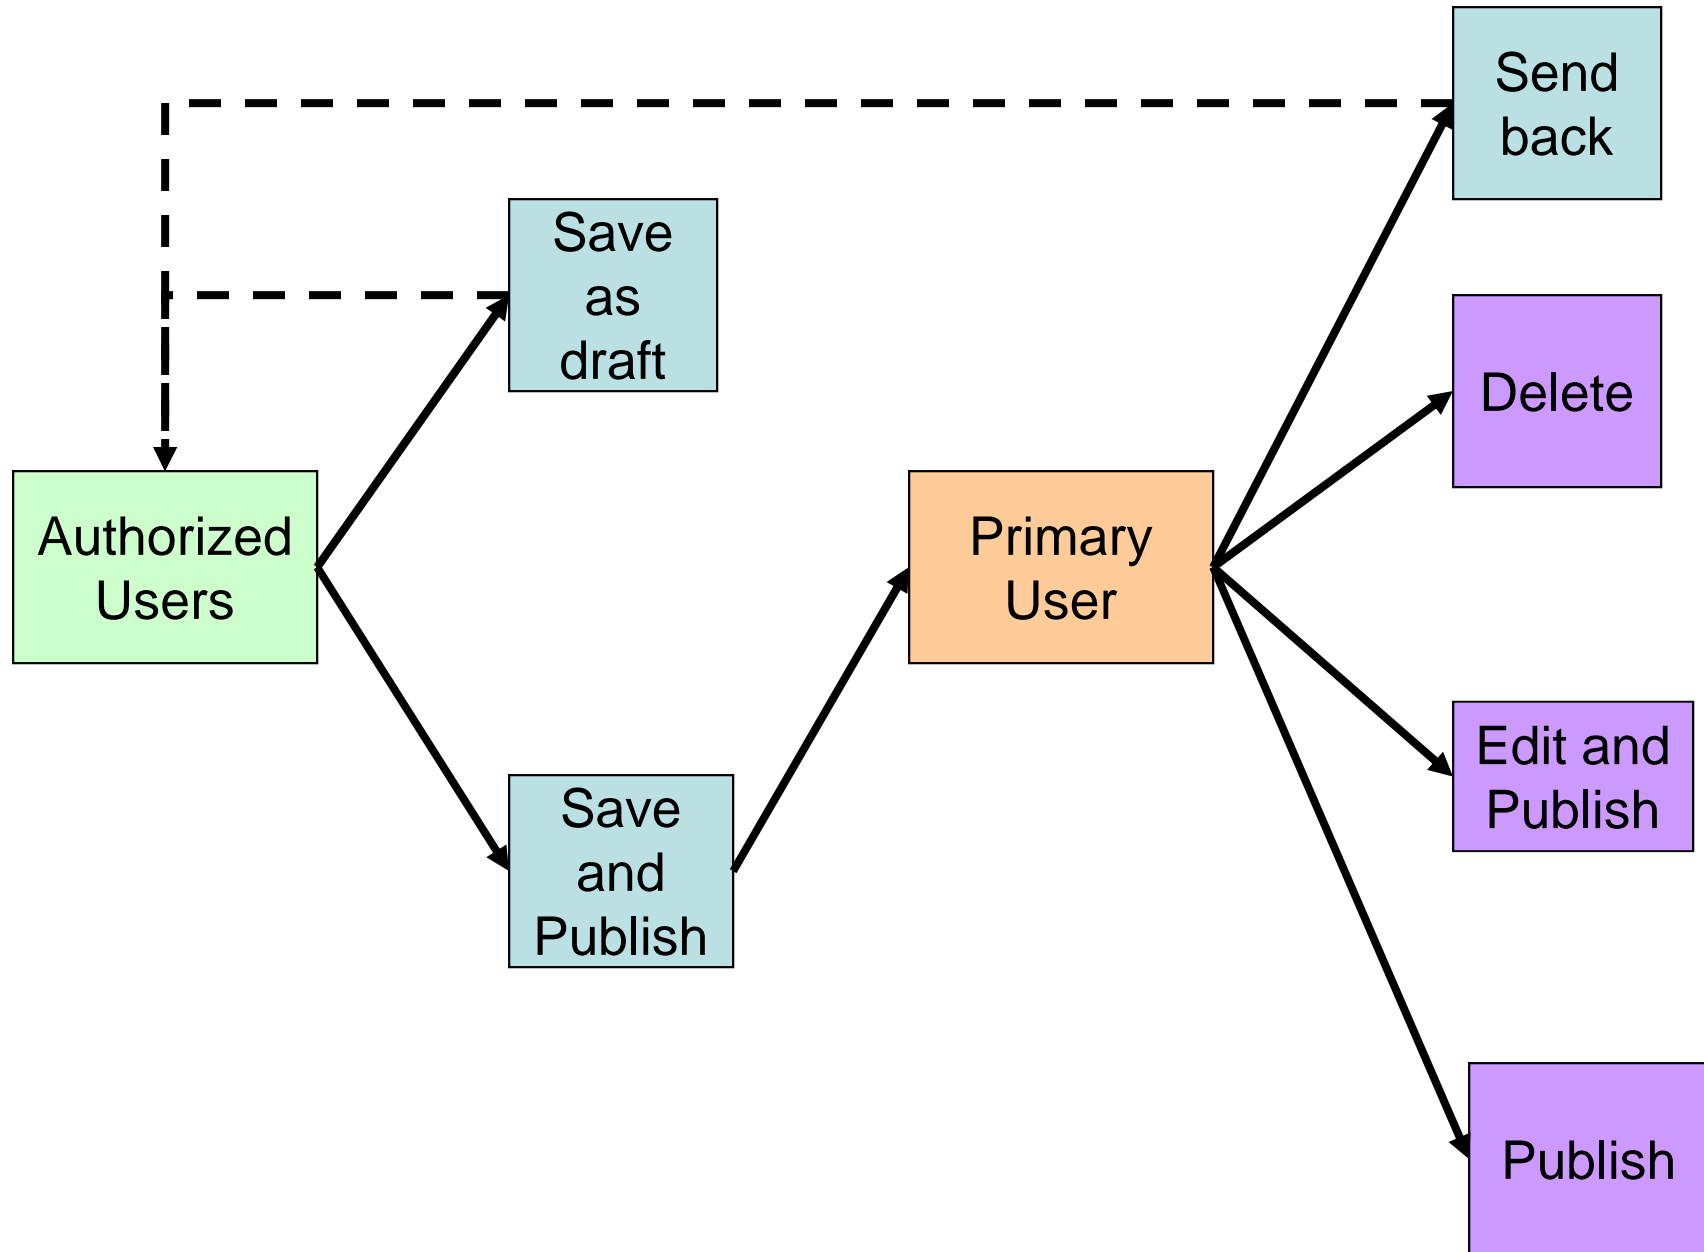 Send
back
Save
as
draft
Delete
Authorized
Users
Primary
User
Edit and
Publish
Save
and
Publish
Publish